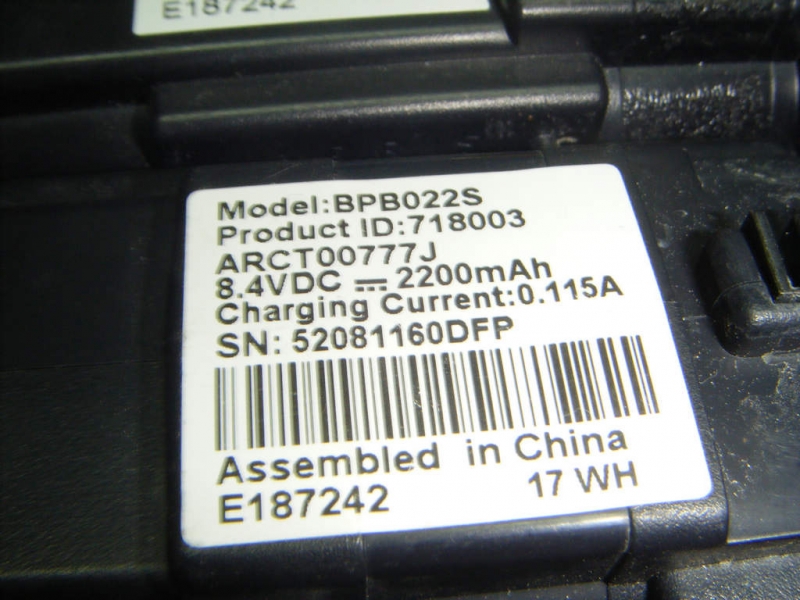 E187242
Model:BPB022S
Product ID:718003
ARCT00777J
8.4VDC ⎓ 2200mAh
Charging Current:0.115A
SN: 52081160DFP
Assembled in China
E187242 17 WH